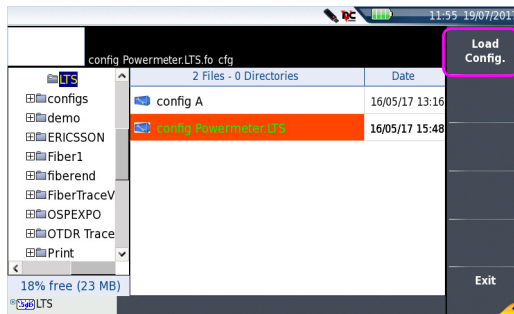 11:55 19/07/2017
config Powermeter.LTS.fo_cfg
Load
Config.
LTS
2 Files - 0 Directories
Date
configs
config A
16/05/17 13:16
demo
ERICSSON
config Powermeter.LTS
16/05/17 15:48
Fiber1
fiberend
FiberTraceV
OSPEXPO
OTDR Trace
Print
18% free (23 MB)
Exit
LTS